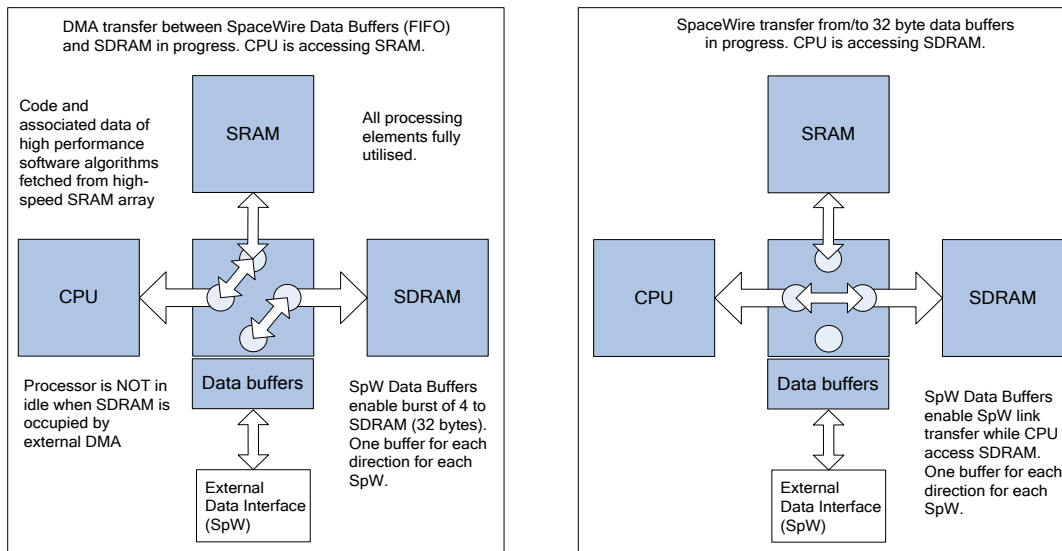 DMA transfer between SpaceWire Data Buffers (FIFO)
and SDRAM in progress. CPU is accessing SRAM.
Code and
associated data of
high performance
software algorithms
fetched from high-
speed SRAM array
SRAM
All processing
elements fully
utilised.
CPU
SDRAM
Processor is NOT in
idle when SDRAM is
occupied by
external DMA
Data buffers
SpW Data Buffers
enable burst of 4 to
SDRAM (32 bytes).
One buffer for each
direction for each
SpW.
External
Data Interface
(SpW)
SpaceWire transfer from/to 32 byte data buffers
in progress. CPU is accessing SDRAM.
SRAM
CPU
SDRAM
Data buffers
SpW Data Buffers
enable SpW link
transfer while CPU
access SDRAM.
One buffer for each
direction for each
SpW.
External
Data Interface
(SpW)